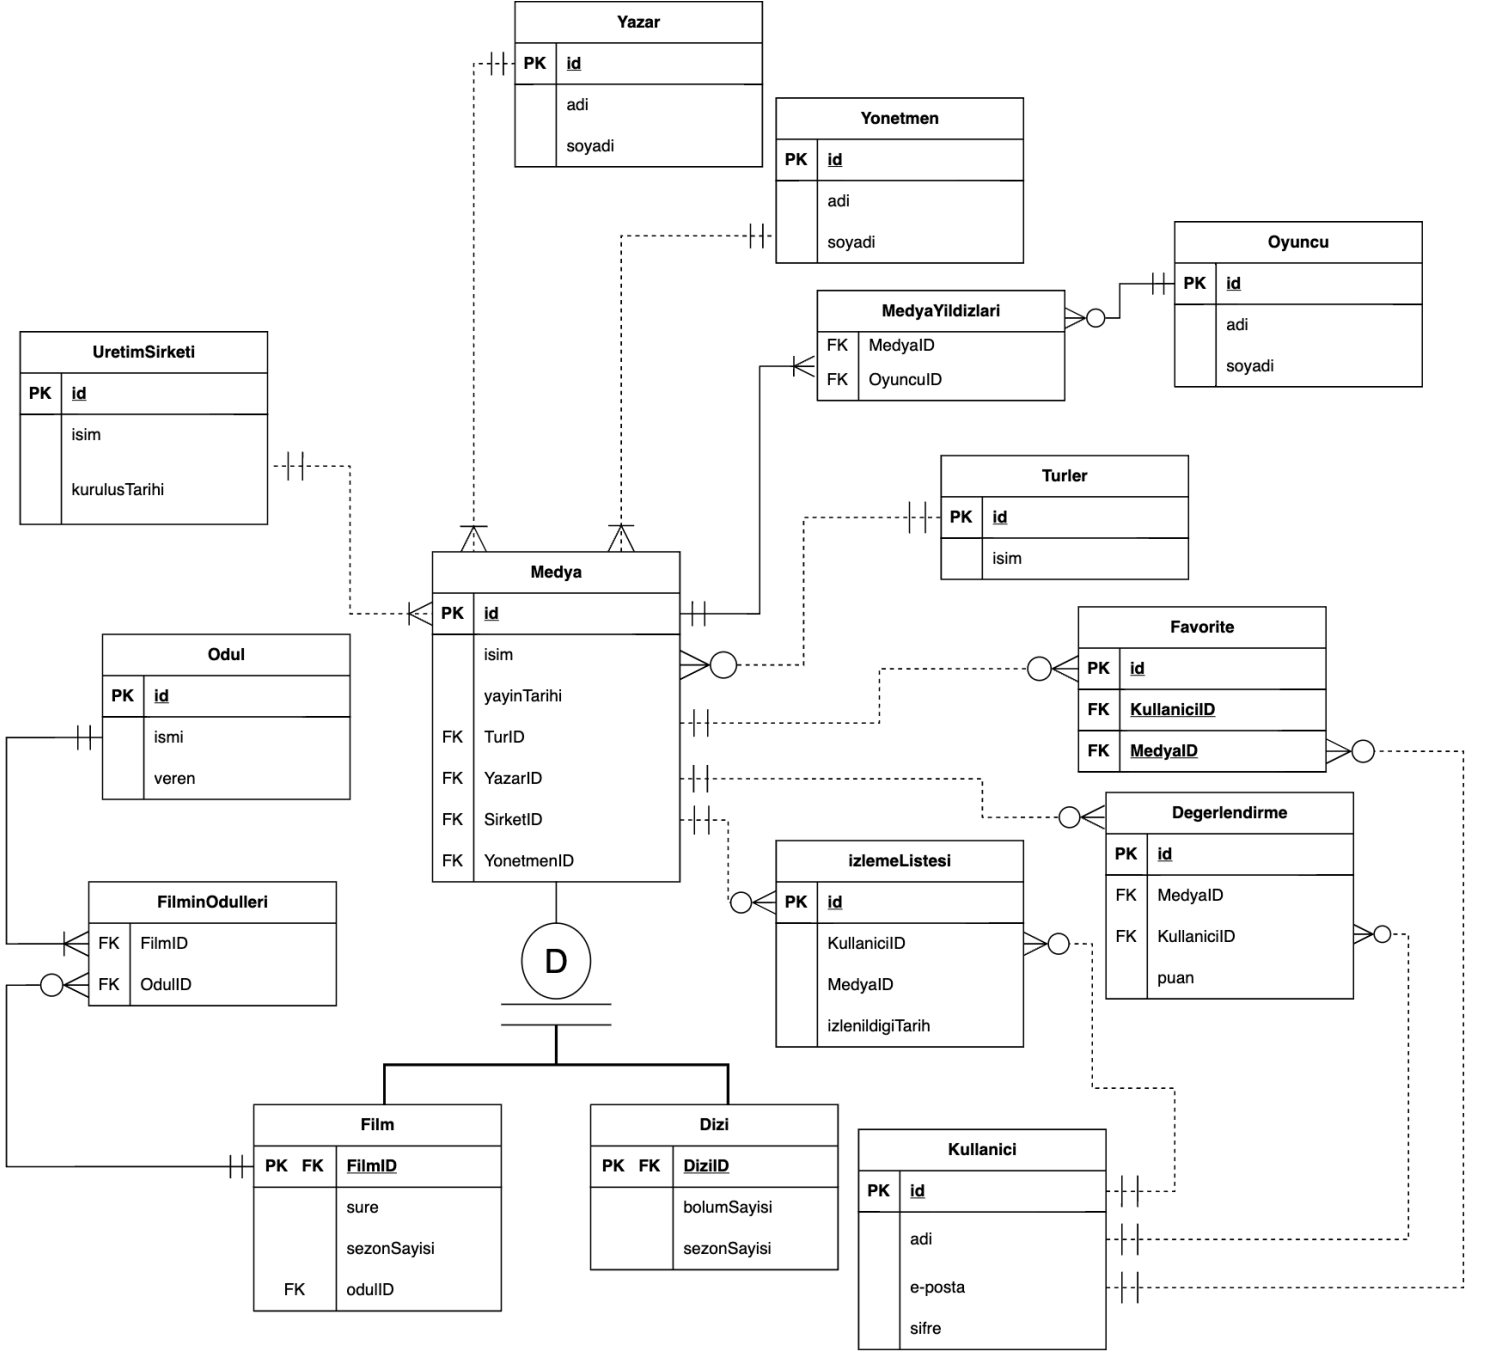 Yazar
PK id
adi
soyadi
Yonetmen
PK id
adi
soyadi
Oyuncu
PK id
adi
soyadi
MedyaYildizlari
FK MedyaID
FK OyuncuID
UretimSirketi
PK id
isim
kurulusTarihi
Turler
PK id
isim
Medya
PK id
isim
yayinTarihi
FK TurID
FK YazarID
FK SirketID
FK YonetmenID
Favorite
PK id
FK KullaniciID
FK MedyaID
Odul
PK id
ismi
veren
Degerlendirme
PK id
FK MedyaID
FK KullaniciID
puan
izlemeListesi
PK id
KullaniciID
MedyaID
izlenildigiTarih
FilminOdulleri
FK FilmID
FK OdulID
D
Film
PK FK FilmID
sure
sezonSayisi
FK odulID
Dizi
PK FK DiziID
bolumSayisi
sezonSayisi
Kullanici
PK id
adi
e-posta
sifre